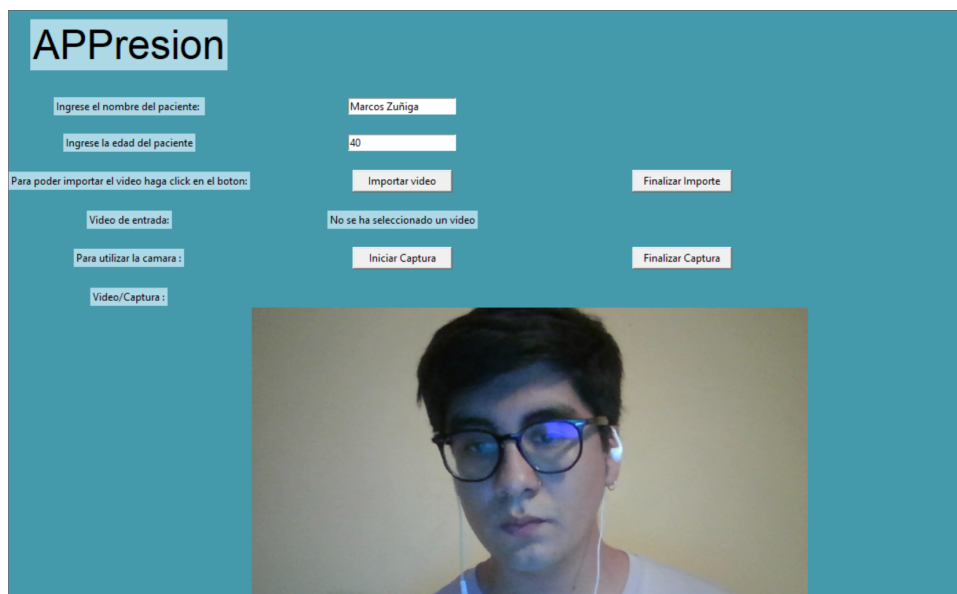 APPresion
Ingrese el nombre del paciente: Marcos Zuñiga
Ingrese la edad del paciente 40
Para poder importar el video haga click en el boton: Importar video Finalizar Importe
Video de entrada: No se ha seleccionado un video
Para utilizar la camara : Iniciar Captura Finalizar Captura
Video/Captura :